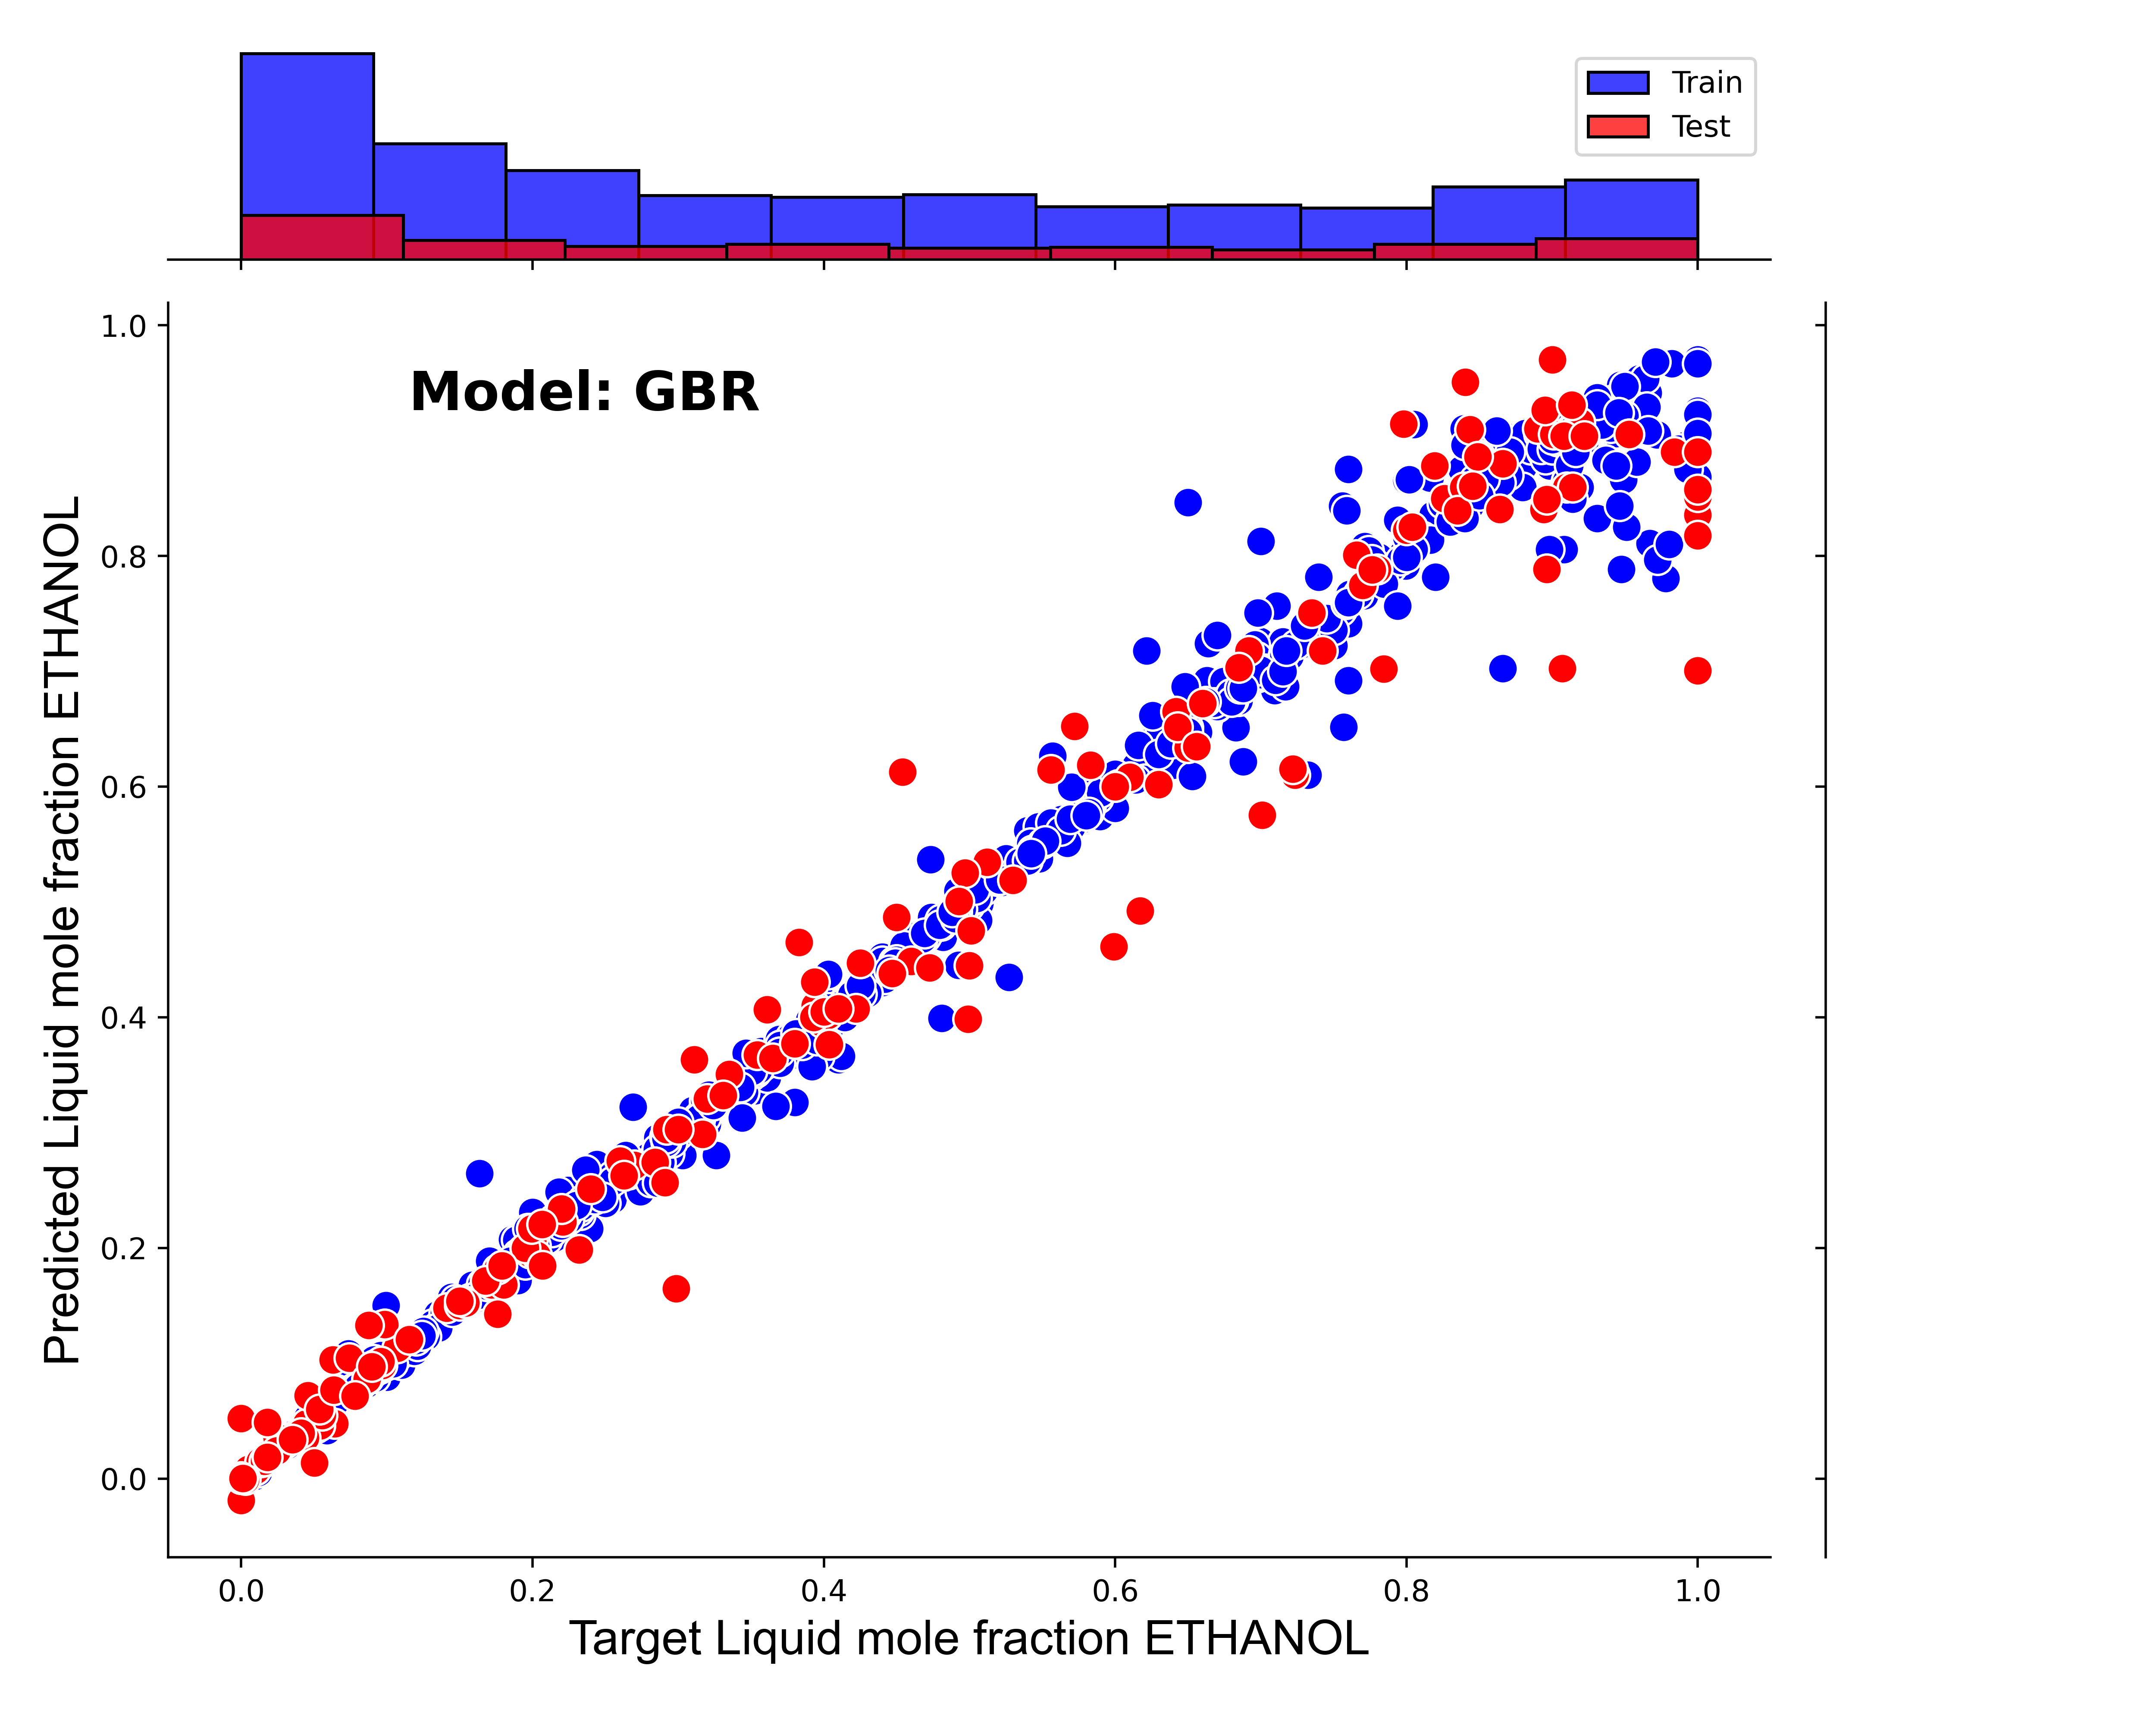 Train
Test
Model: GBR
1.0
0.8
0.6
0.4
0.2
0.0
Predicted Liquid mole fraction ETHANOL
0.0 0.2 0.4 0.6 0.8 1.0
Target Liquid mole fraction ETHANOL